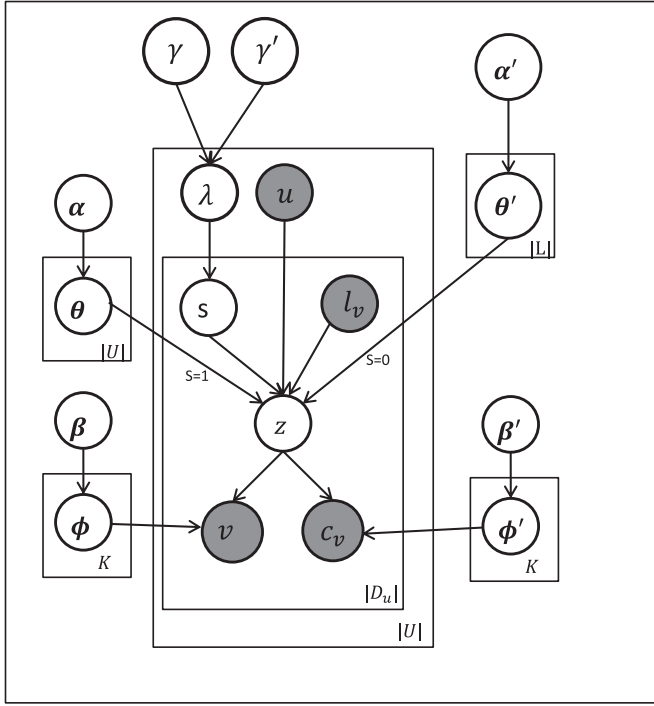 γ γ′
α′
λ u
α θ′
|L|
θ s l_v
|U|
S=1 S=0
β z β′
ϕ v c_v ϕ′
K K
|D_u|
|U|